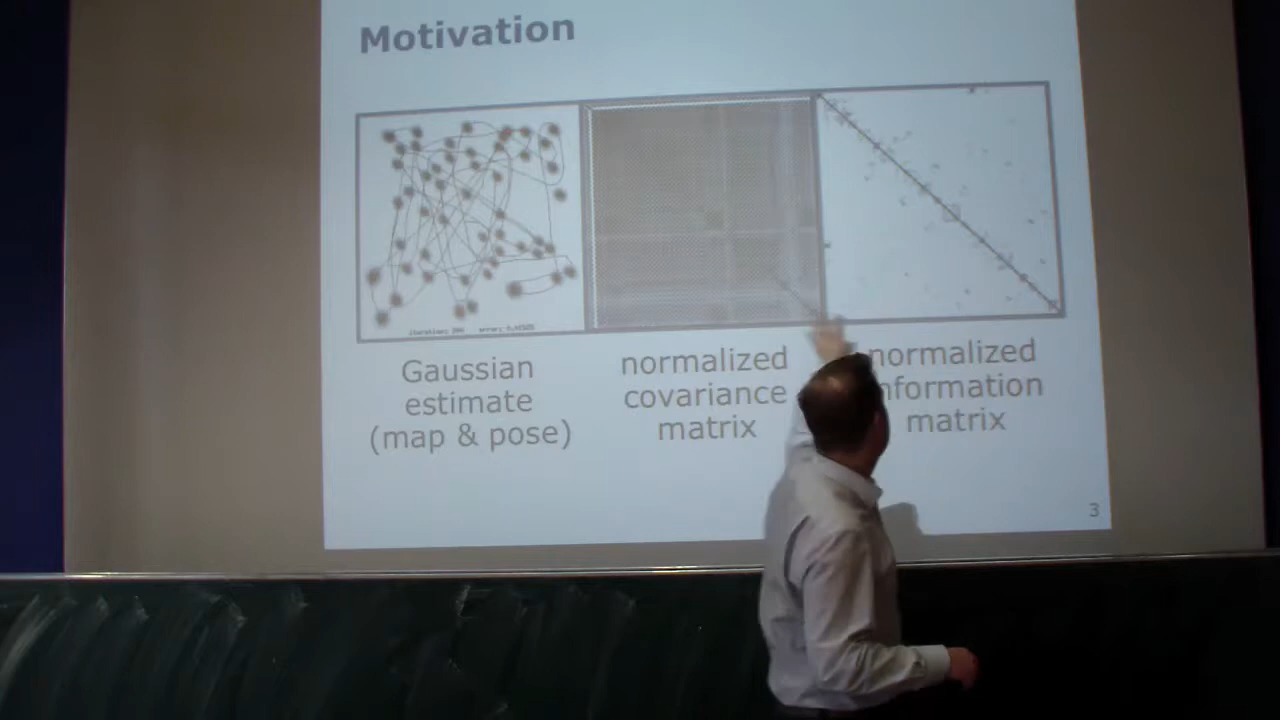 Motivation
Gaussian
estimate
(map & pose)
normalized
covariance
matrix
normalized
information
matrix
3